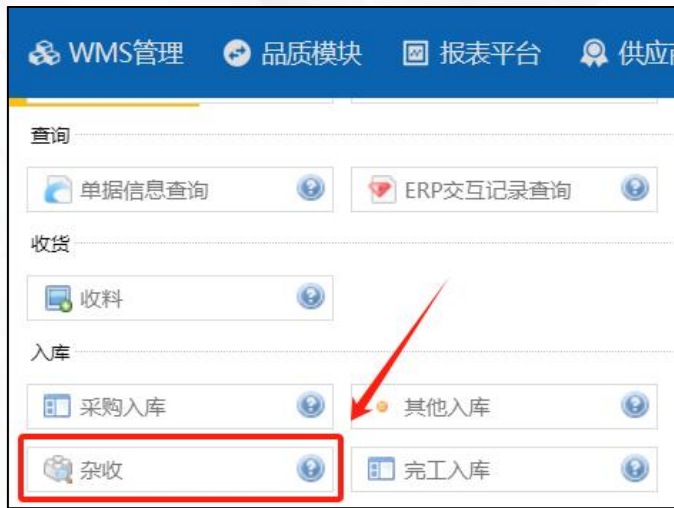 WMS管理 品质模块 报表平台 供应商
查询
单据信息查询 ERP交互记录查询
收货
收料
入库
采购入库 其他入库
杂收 完工入库